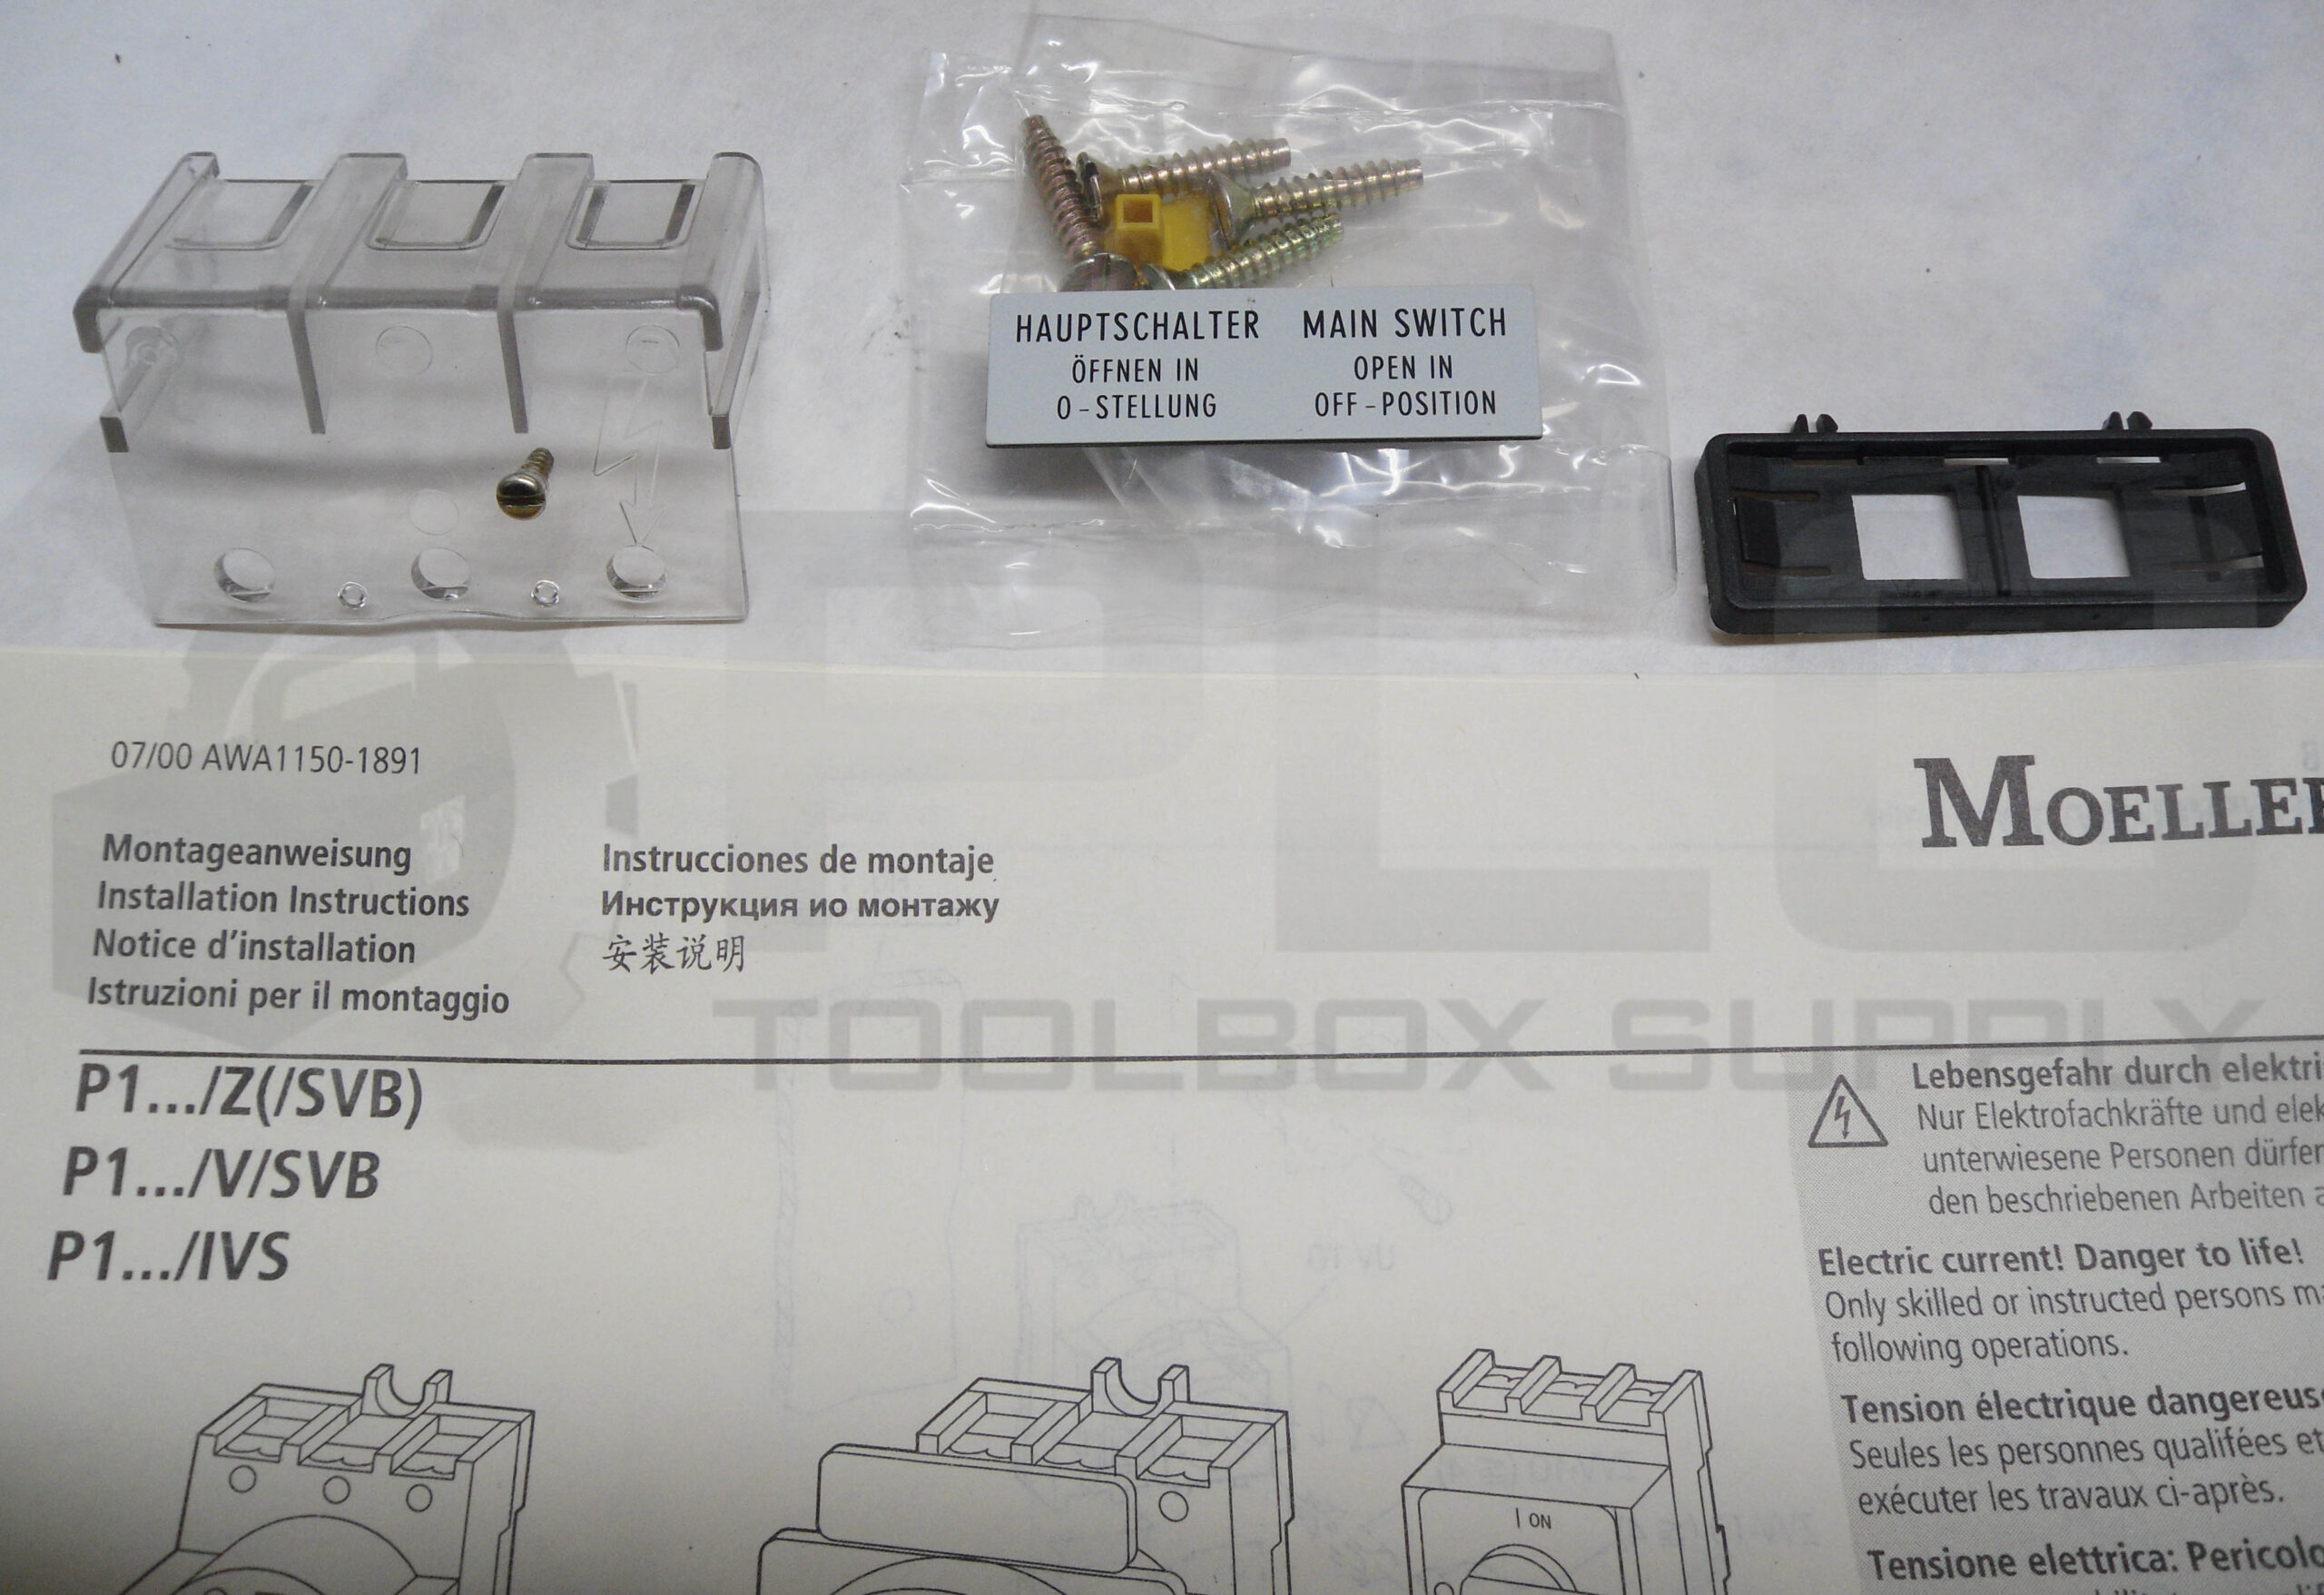 HAUPTSCHALTER MAIN SWITCH
ÖFFNEN IN OPEN IN
0-STELLUNG OFF-POSITION
07/00 AWA1150-1891
MOELLER
Montageanweisung
Installation Instructions
Notice d'installation
Istruzioni per il montaggio
Instrucciones de montaje
Инструкция ио монтажу
安装说明
PLC
TOOLBOX SUPPLY
P1.../Z(/SVB)
P1.../V/SVB
P1.../IVS
Lebensgefahr durch elektri
Nur Elektrofachkräfte und elek
unterwiesene Personen dürfen
den beschriebenen Arbeiten
Electric current! Danger to life!
Only skilled or instructed persons
following operations.
Tension électrique dangereus
Seules les personnes qualifées et
exécuter les travaux ci-après.
Tensione elettrica: Pericolo
I ON